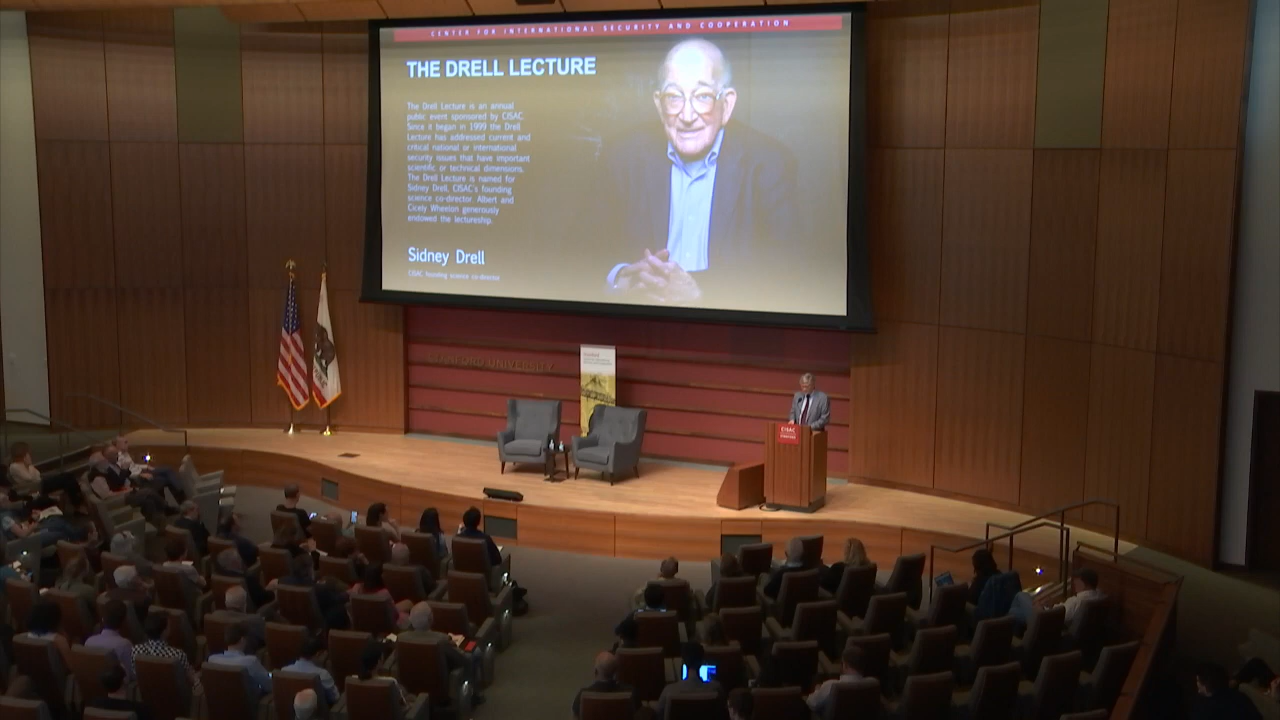 CENTER FOR INTERNATIONAL SECURITY AND COOPERATION
THE DRELL LECTURE
The Drell Lecture is an annual
public event sponsored by CISAC.
Since it began in 1999 the Drell
Lecture has addressed current and
critical national or international
security issues that have important
scientific or technical dimensions.
The Drell Lecture is named for
Sidney Drell, CISAC's founding
science co-director. Albert and
Cicely Wheelon generously
endowed the lectureship.
Sidney Drell
CISAC founding science co-director
STANFORD UNIVERSITY
CISAC